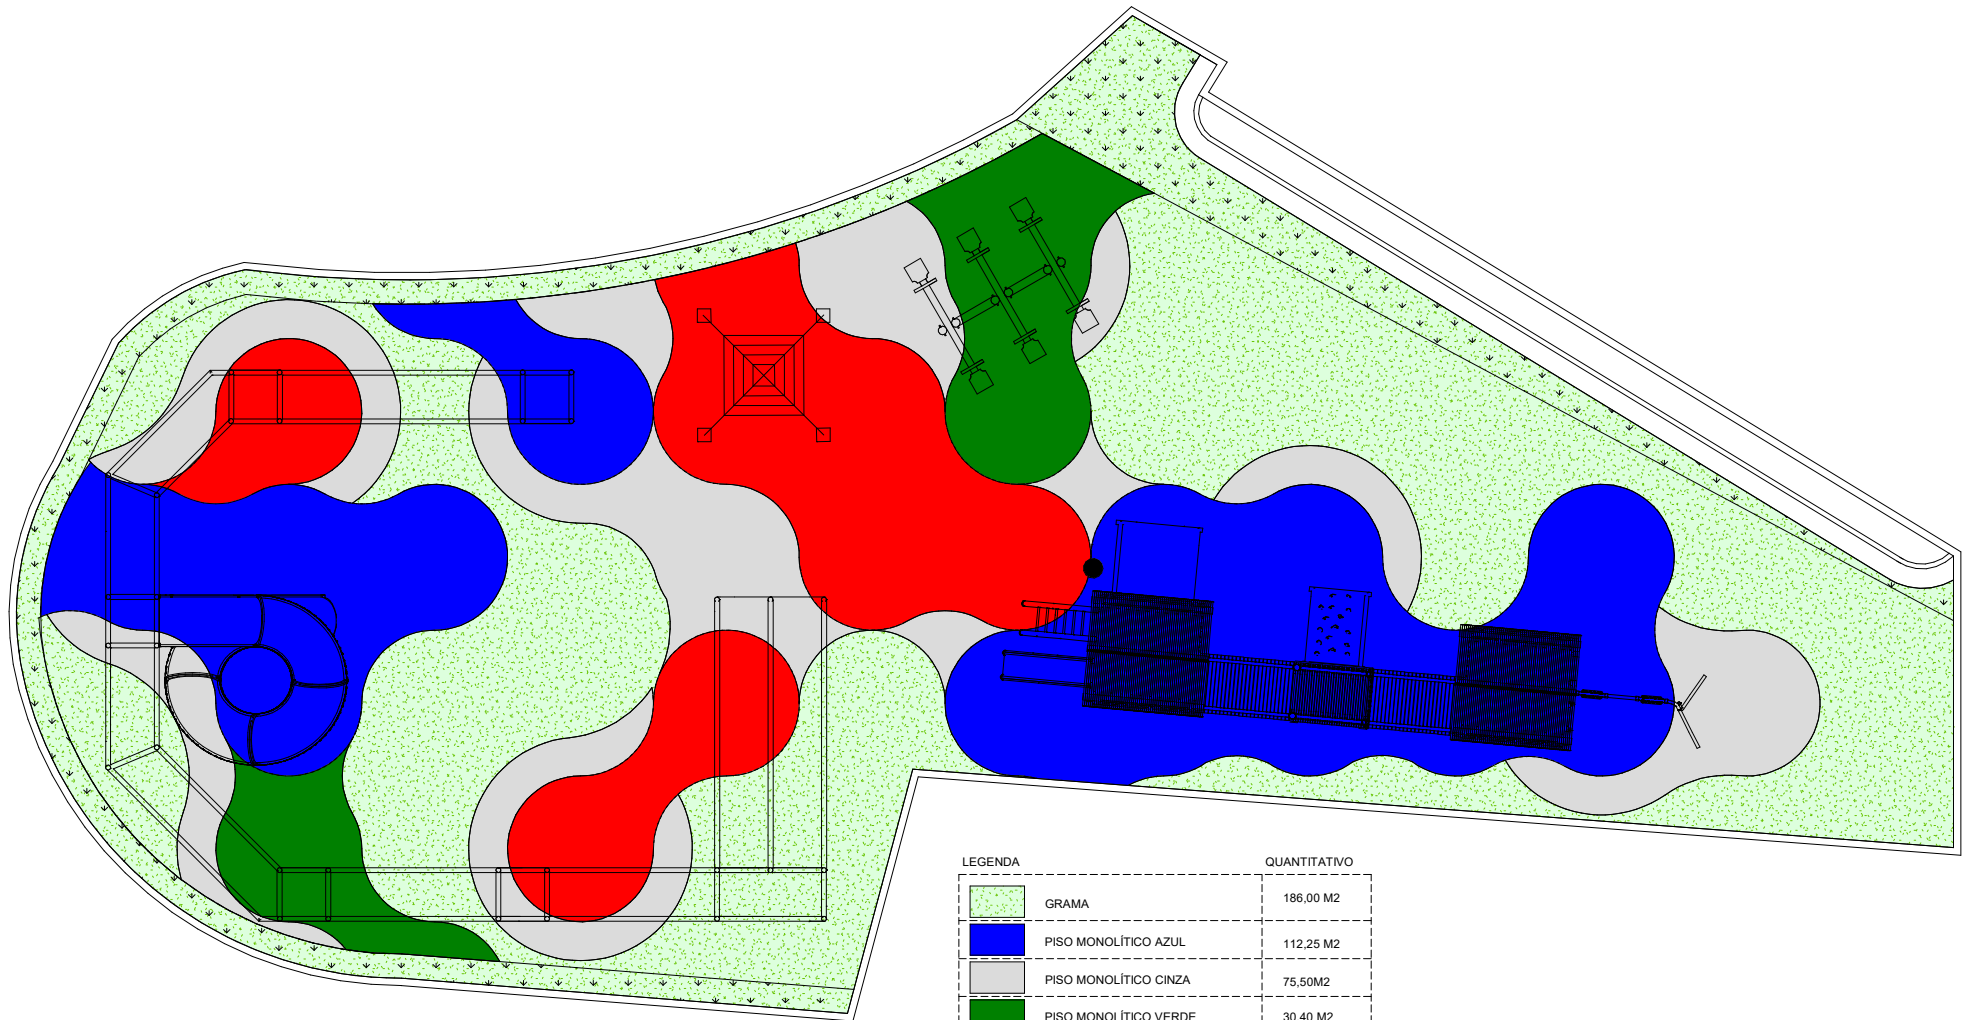 LEGENDA QUANTITATIVO
GRAMA 186,00 M2
PISO MONOLÍTICO AZUL 112,25 M2
PISO MONOLÍTICO CINZA 75,50M2
PISO MONOLÍTICO VERDE 30,40 M2